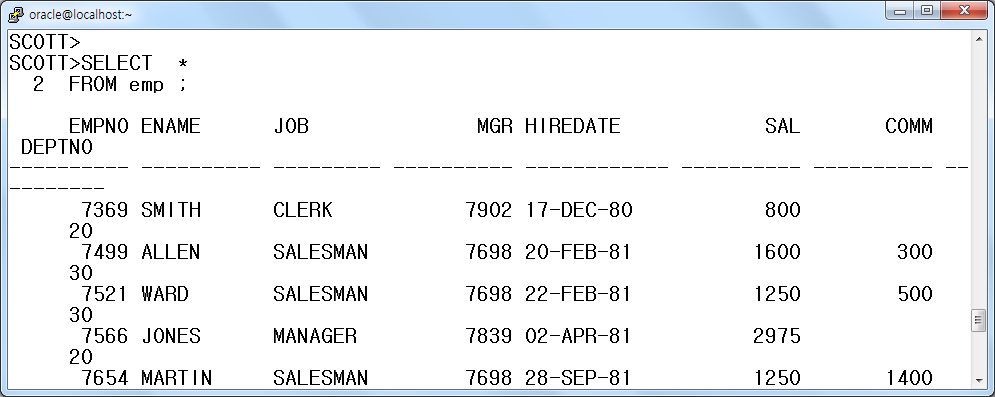 oracle@localhost:~
SCOTT>
SCOTT>SELECT  *
  2  FROM emp ;

     EMPNO ENAME      JOB              MGR HIREDATE            SAL       COMM
 DEPTNO
---------- ---------- --------- ---------- ------------ ---------- ---------- --
--------
      7369 SMITH      CLERK           7902 17-DEC-80           800
     20
      7499 ALLEN      SALESMAN        7698 20-FEB-81          1600        300
     30
      7521 WARD       SALESMAN        7698 22-FEB-81          1250        500
     30
      7566 JONES      MANAGER         7839 02-APR-81          2975
     20
      7654 MARTIN     SALESMAN        7698 28-SEP-81          1250       1400